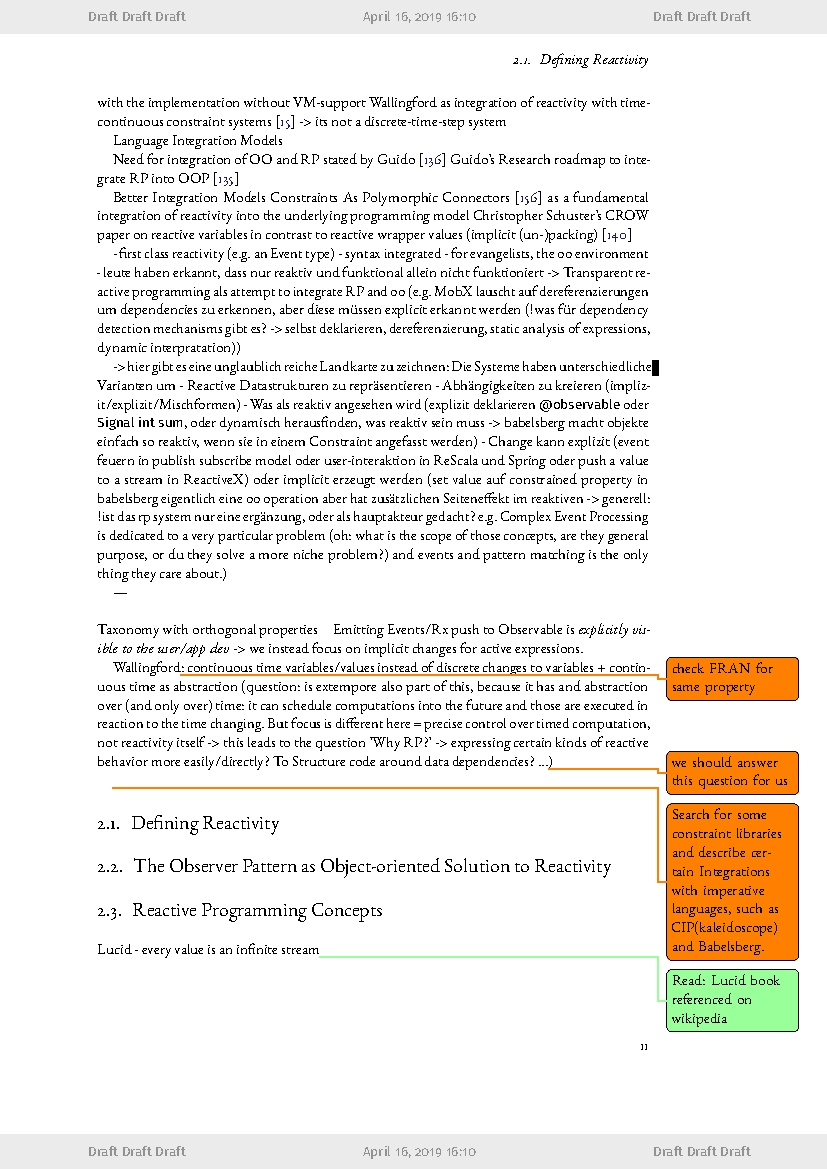 Draft Draft Draft April 16, 2019 16:10 Draft Draft Draft
2.1. Defining Reactivity
with the implementation without VM-support Wallingford as integration of reactivity with time-
continuous constraint systems [15] -> its not a discrete-time-step system
Language Integration Models
Need for integration of OO and RP stated by Guido [136] Guido's Research roadmap to inte-
grate RP into OOP [135]
Better Integration Models Constraints As Polymorphic Connectors [156] as a fundamental
integration of reactivity into the underlying programming model Christopher Schuster's CROW
paper on reactive variables in contrast to reactive wrapper values (implicit (un-)packing) [140]
- first class reactivity (e.g. an Event type) - syntax integrated - for evangelists, the oo environment
- leute haben erkannt, dass nur reaktiv und funktional allein nicht funktioniert -> Transparent re-
active programming als attempt to integrate RP and oo (e.g. MobX lauscht auf dereferenzierungen
um dependencies zu erkennen, aber diese müssen explicit erkannt werden (!was für dependency
detection mechanisms gibt es? -> selbst deklarieren, dereferenzierung, static analysis of expressions,
dynamic interpratation))
-> hier gibt es eine unglaublich reiche Landkarte zu zeichnen: Die Systeme haben unterschiedliche
Varianten um - Reactive Datastrukturen zu repräsentieren - Abhängigkeiten zu kreieren (impliz-
it/explizit/Mischformen) - Was als reaktiv angesehen wird (explizit deklarieren @observable oder
Signal int sum, oder dynamisch herausfinden, was reaktiv sein muss -> babelsberg macht objekte
einfach so reaktiv, wenn sie in einem Constraint angefasst werden) - Change kann explizit (event
feuern in publish subscribe model oder user-interaktion in ReScala und Spring oder push a value
to a stream in ReactiveX) oder implicit erzeugt werden (set value auf constrained property in
babelsberg eigentlich eine oo operation aber hat zusätzlichen Seiteneffekt im reaktiven -> generell:
!ist das rp system nur eine ergänzung, oder als hauptakteur gedacht? e.g. Complex Event Processing
is dedicated to a very particular problem (oh: what is the scope of those concepts, are they general
purpose, or du they solve a more niche problem?) and events and pattern matching is the only
thing they care about.)
—
Taxonomy with orthogonal properties Emitting Events/Rx push to Observable is explicitly vis-
ible to the user/app dev -> we instead focus on implicit changes for active expressions.
Wallingford: continuous time variables/values instead of discrete changes to variables + contin-
uous time as abstraction (question: is extempore also part of this, because it has and abstraction
over (and only over) time: it can schedule computations into the future and those are executed in
reaction to the time changing. But focus is different here = precise control over timed computation,
not reactivity itself -> this leads to the question 'Why RP?' -> expressing certain kinds of reactive
behavior more easily/directly? To Structure code around data dependencies? ...)
check FRAN for
same property
we should answer
this question for us
Search for some
constraint libraries
and describe cer-
tain Integrations
with imperative
languages, such as
CIP(kaleidoscope)
and Babelsberg.
2.1. Defining Reactivity
2.2. The Observer Pattern as Object-oriented Solution to Reactivity
2.3. Reactive Programming Concepts
Lucid - every value is an infinite stream
Read: Lucid book
referenced on
wikipedia
11
Draft Draft Draft April 16, 2019 16:10 Draft Draft Draft